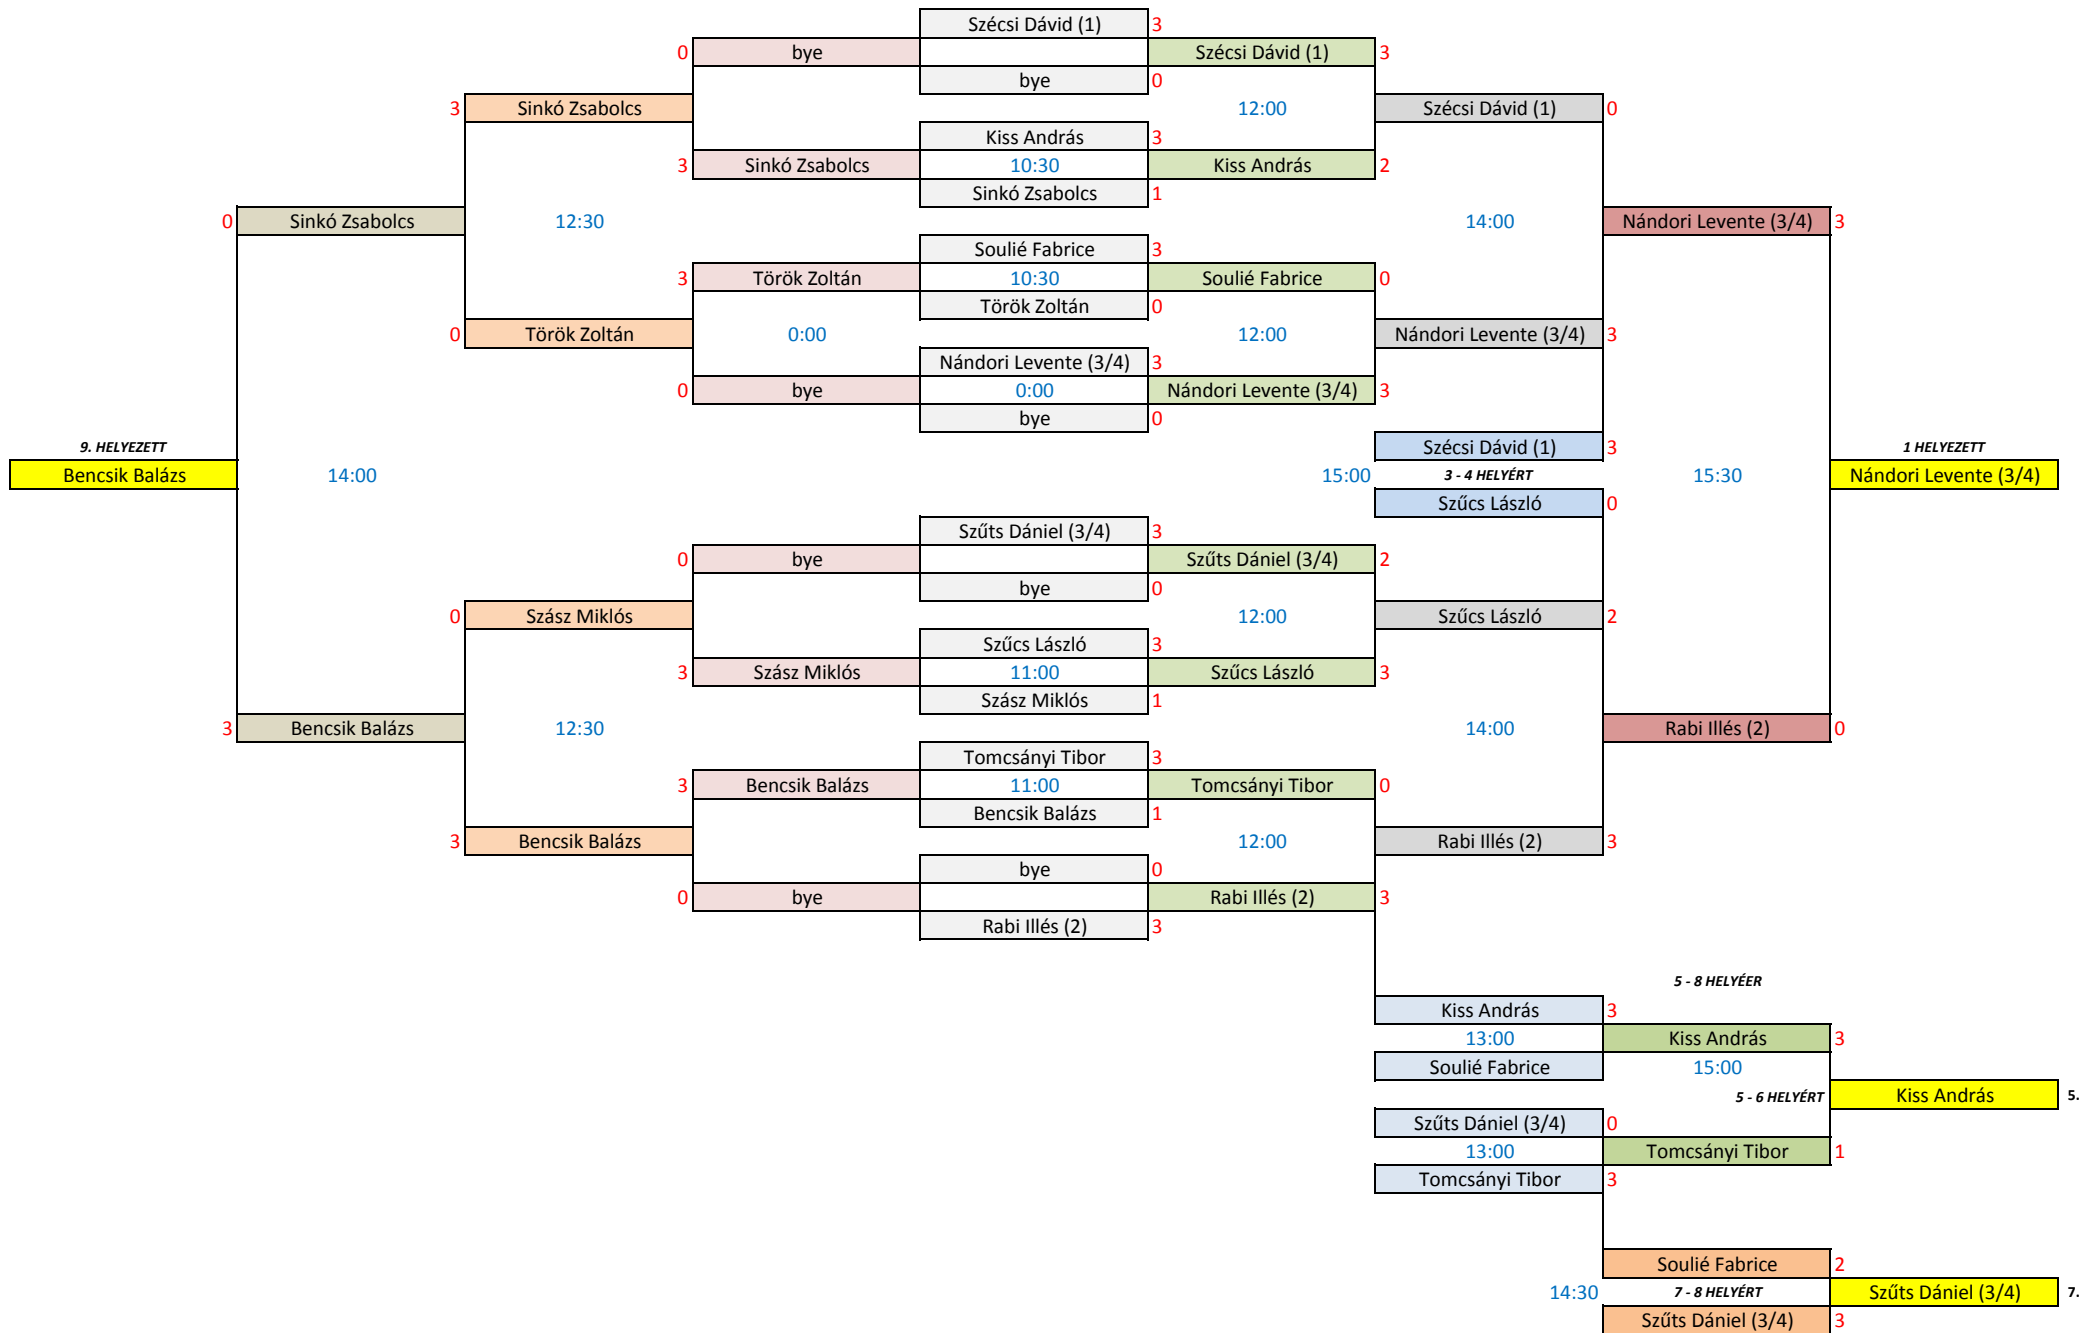 Szécsi Dávid (1) 3
0 bye Szécsi Dávid (1) 3
bye 0
3 Sinkó Zsabolcs 12:00 Szécsi Dávid (1) 0
Kiss András 3
3 Sinkó Zsabolcs 10:30 Kiss András 2
Sinkó Zsabolcs 1
0 Sinkó Zsabolcs 12:30 14:00 Nándori Levente (3/4) 3
Soulié Fabrice 3
3 Török Zoltán 10:30 Soulié Fabrice 0
Török Zoltán 0
0 Török Zoltán 0:00 12:00 Nándori Levente (3/4) 3
Nándori Levente (3/4) 3
0 bye 0:00 Nándori Levente (3/4) 3
bye 0
9. HELYEZETT Szécsi Dávid (1) 3 1 HELYEZETT
Bencsik Balázs 14:00 15:00 3 - 4 HELYÉRT 15:30 Nándori Levente (3/4)
Szűcs László 0
Szűts Dániel (3/4) 3
0 bye Szűts Dániel (3/4) 2
bye 0
0 Szász Miklós 12:00 Szűcs László 2
Szűcs László 3
3 Szász Miklós 11:00 Szűcs László 3
Szász Miklós 1
3 Bencsik Balázs 12:30 14:00 Rabi Illés (2) 0
Tomcsányi Tibor 3
3 Bencsik Balázs 11:00 Tomcsányi Tibor 0
Bencsik Balázs 1
3 Bencsik Balázs 12:00 Rabi Illés (2) 3
bye 0
0 bye Rabi Illés (2) 3
Rabi Illés (2) 3
5 - 8 HELYÉER
Kiss András 3
13:00 Kiss András 3
Soulié Fabrice 15:00
5 - 6 HELYÉRT Kiss András 5.
Szűts Dániel (3/4) 0
13:00 Tomcsányi Tibor 1
Tomcsányi Tibor 3
Soulié Fabrice 2
14:30 7 - 8 HELYÉRT Szűts Dániel (3/4) 7.
Szűts Dániel (3/4) 3